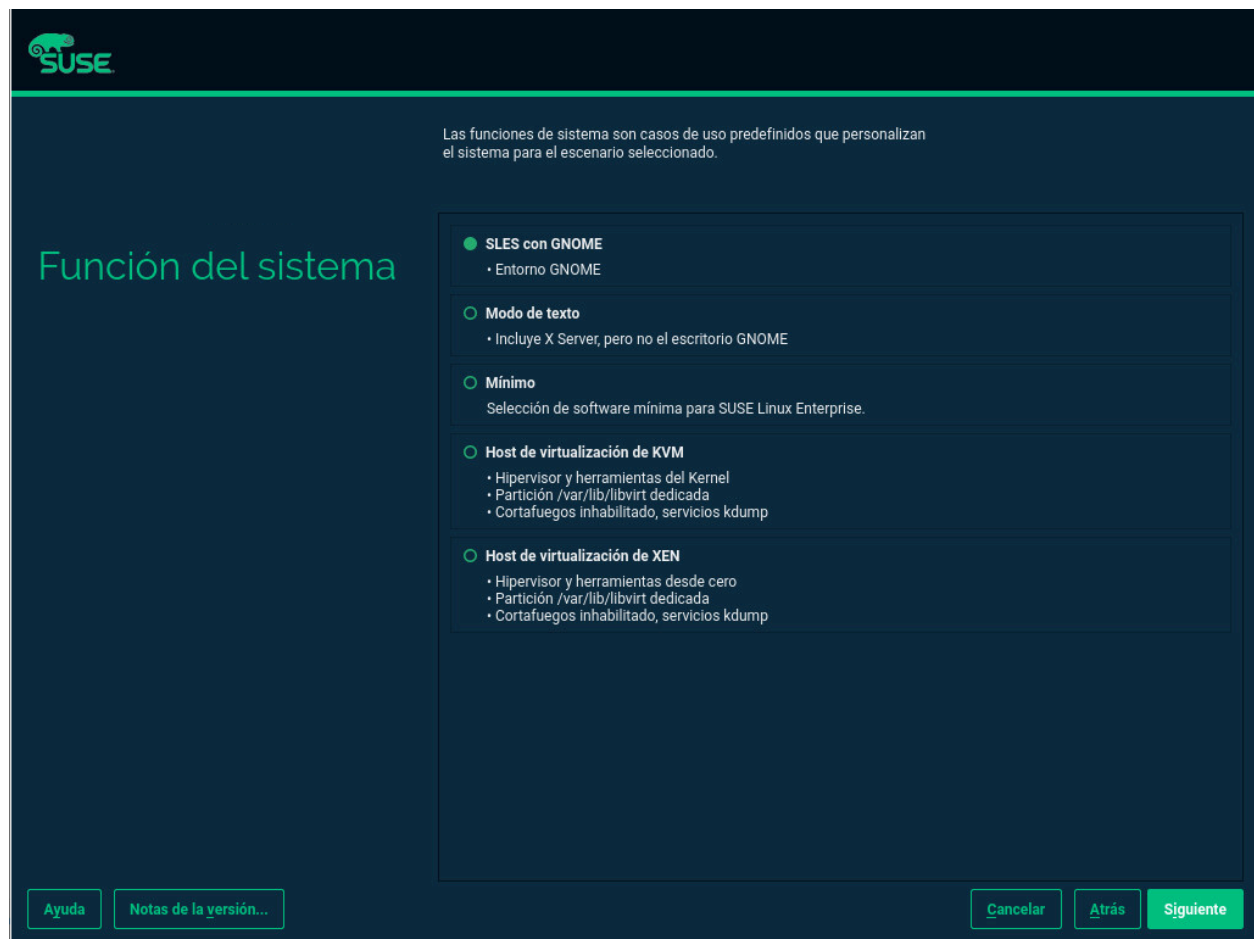 SUSE
Las funciones de sistema son casos de uso predefinidos que personalizan
el sistema para el escenario seleccionado.
Función del sistema
SLES con GNOME
• Entorno GNOME
Modo de texto
• Incluye X Server, pero no el escritorio GNOME
Mínimo
Selección de software mínima para SUSE Linux Enterprise.
Host de virtualización de KVM
• Hipervisor y herramientas del Kernel
• Partición /var/lib/libvirt dedicada
• Cortafuegos inhabilitado, servicios kdump
Host de virtualización de XEN
• Hipervisor y herramientas desde cero
• Partición /var/lib/libvirt dedicada
• Cortafuegos inhabilitado, servicios kdump
Ayuda Notas de la versión... Cancelar Atrás Siguiente